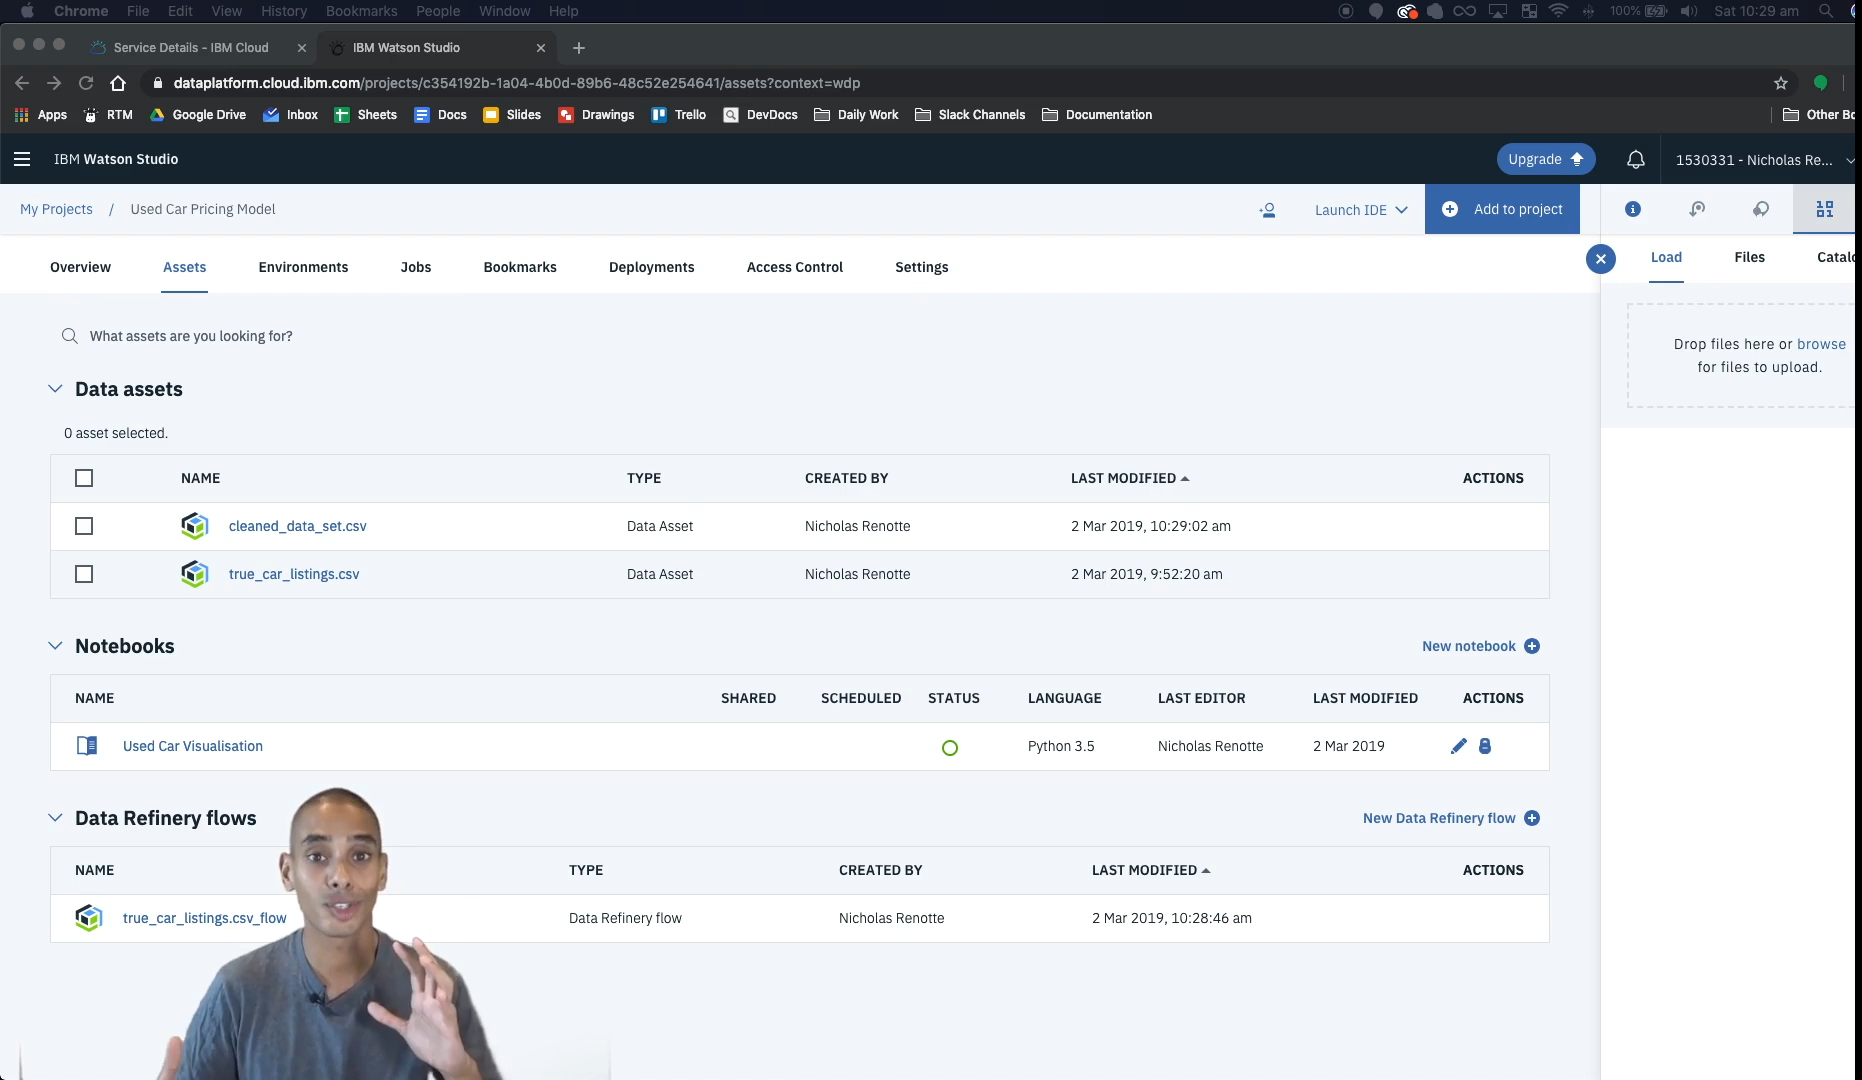 Chrome File Edit View History Bookmarks People Window Help 100% Sat 10:29 am
Service Details - IBM Cloud IBM Watson Studio
dataplatform.cloud.ibm.com/projects/c354192b-1a04-4b0d-89b6-48c52e254641/assets?context=wdp
Apps RTM Google Drive Inbox Sheets Docs Slides Drawings Trello DevDocs Daily Work Slack Channels Documentation Other Bo
IBM Watson Studio Upgrade 1530331 - Nicholas Re...
My Projects / Used Car Pricing Model Launch IDE Add to project
Overview Assets Environments Jobs Bookmarks Deployments Access Control Settings Load Files Catalo
What assets are you looking for?
Drop files here or browse
for files to upload.
Data assets
0 asset selected.
NAME TYPE CREATED BY LAST MODIFIED ACTIONS
cleaned_data_set.csv Data Asset Nicholas Renotte 2 Mar 2019, 10:29:02 am
true_car_listings.csv Data Asset Nicholas Renotte 2 Mar 2019, 9:52:20 am
Notebooks New notebook
NAME SHARED SCHEDULED STATUS LANGUAGE LAST EDITOR LAST MODIFIED ACTIONS
Used Car Visualisation Python 3.5 Nicholas Renotte 2 Mar 2019
Data Refinery flows New Data Refinery flow
NAME TYPE CREATED BY LAST MODIFIED ACTIONS
true_car_listings.csv_flow Data Refinery flow Nicholas Renotte 2 Mar 2019, 10:28:46 am